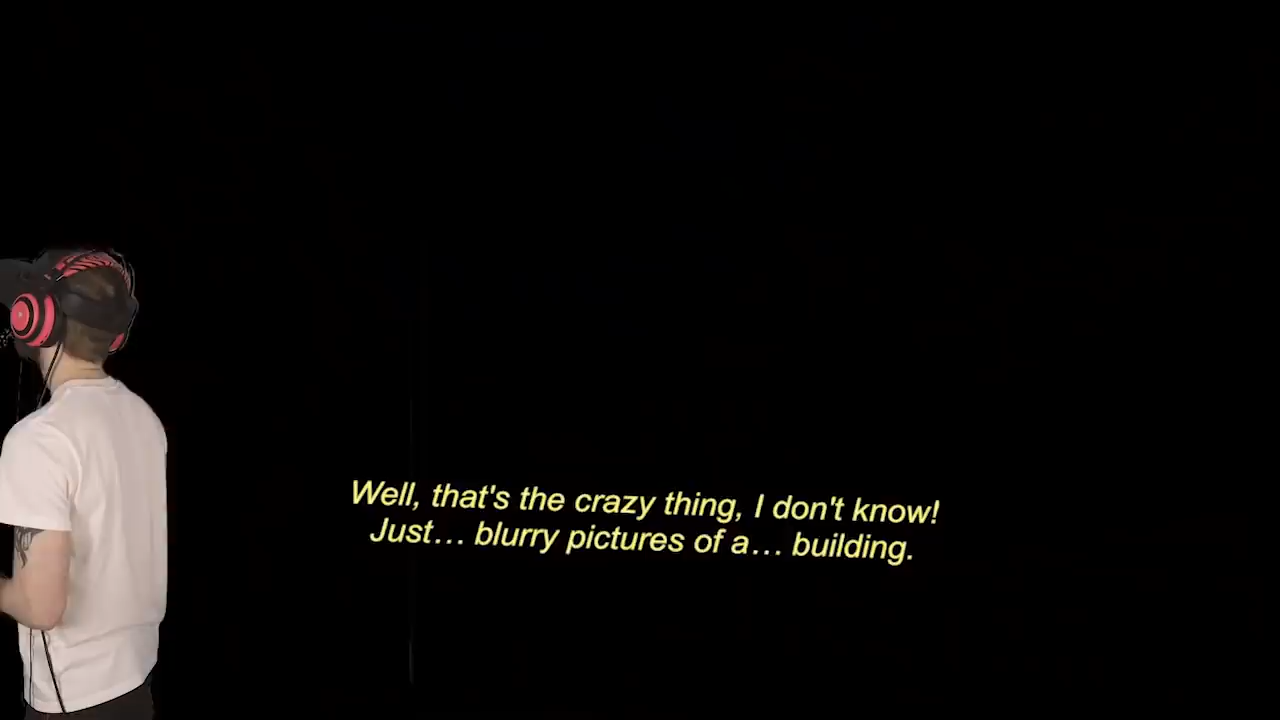 Well, that's the crazy thing, I don't know!
Just… blurry pictures of a… building.